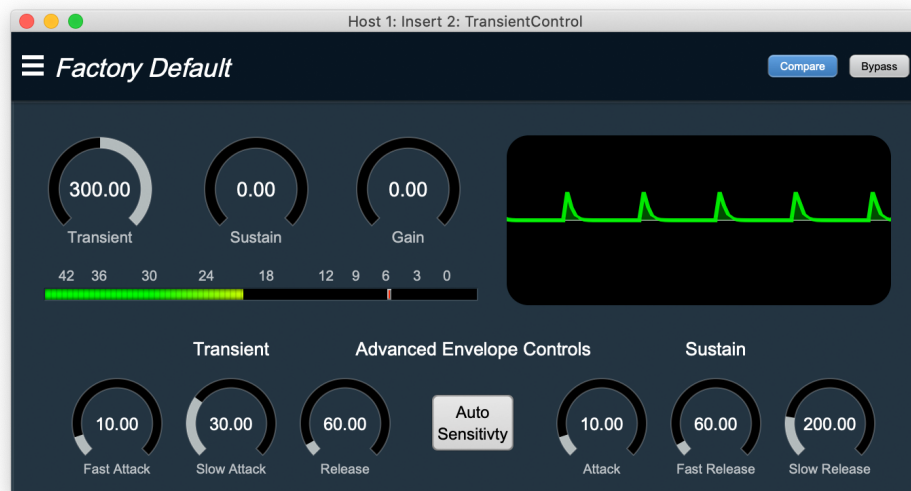 Host 1: Insert 2: TransientControl
Factory Default
Compare
Bypass
300.00
0.00
0.00
Transient
Sustain
Gain
42 36 30 24 18 12 9 6 3 0
Transient
Advanced Envelope Controls
Sustain
10.00
30.00
60.00
Auto
Sensitivty
10.00
60.00
200.00
Fast Attack
Slow Attack
Release
Attack
Fast Release
Slow Release